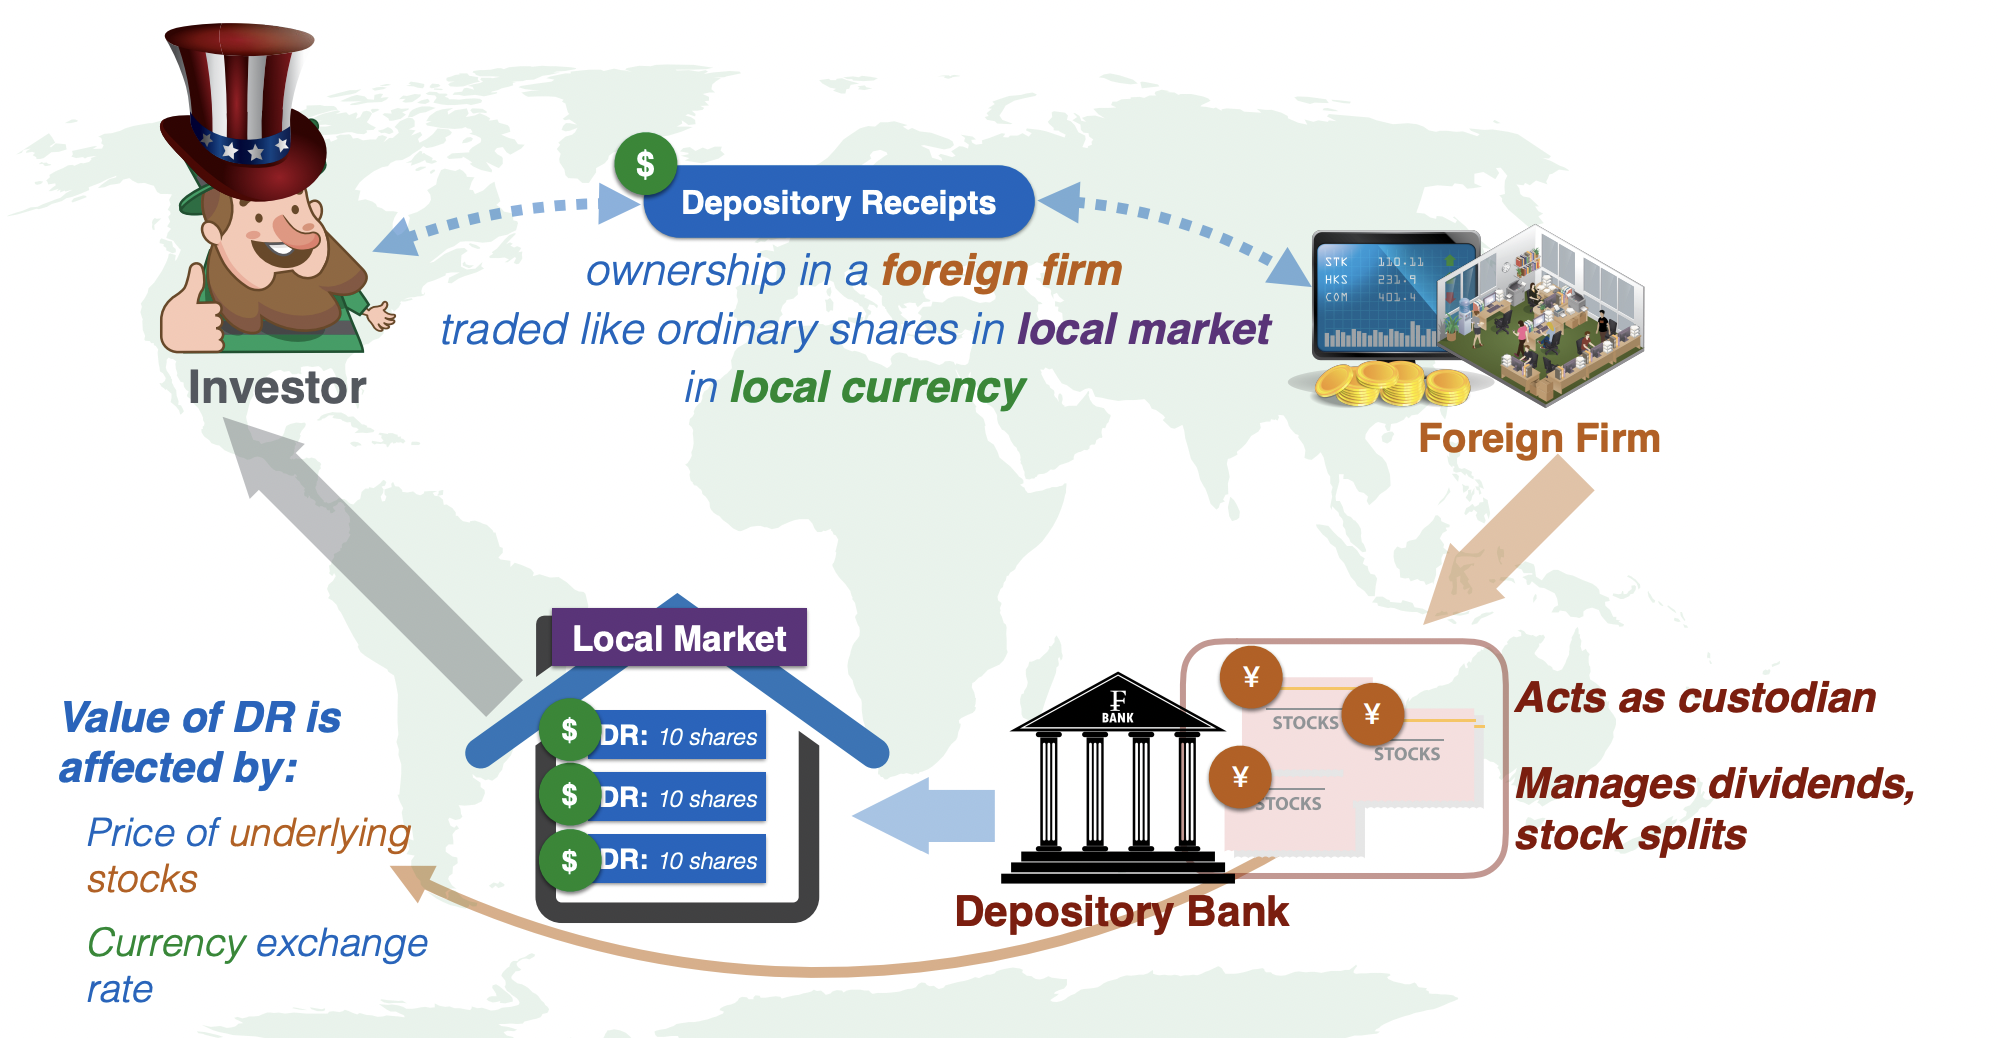 $
Depository Receipts
ownership in a foreign firm
traded like ordinary shares in local market
in local currency
STK 110.11
HKS 231.9
COM 401.4
Investor
Foreign Firm
Local Market
$ DR: 10 shares
$ DR: 10 shares
$ DR: 10 shares
Value of DR is
affected by:
Price of underlying
stocks
Currency exchange
rate
F
BANK
Depository Bank
¥
STOCKS
¥
STOCKS
¥
STOCKS
Acts as custodian
Manages dividends,
stock splits